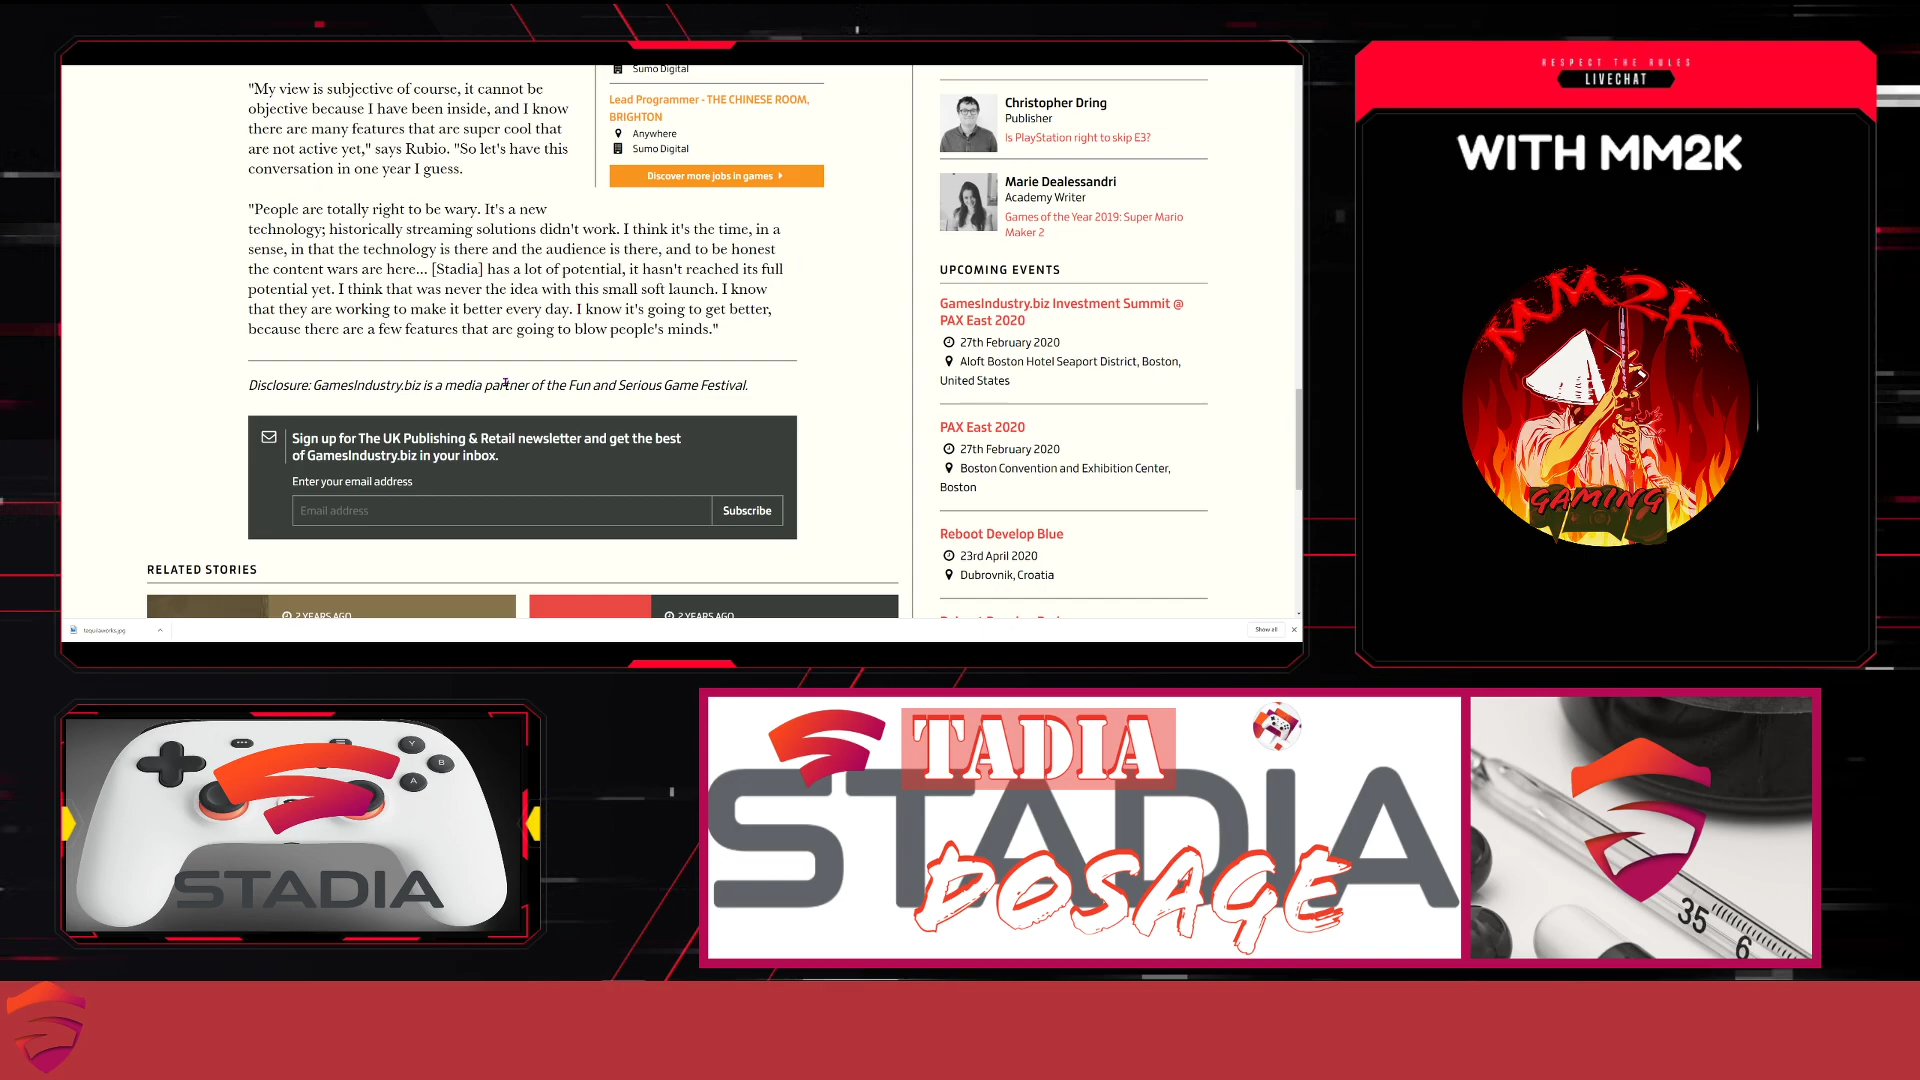 Sumo Digital
"My view is subjective of course, it cannot be
objective because I have been inside, and I know
there are many features that are super cool that
are not active yet," says Rubio. "So let's have this
conversation in one year I guess.
Lead Programmer - THE CHINESE ROOM,
BRIGHTON
Anywhere
Sumo Digital
Discover more jobs in games
"People are totally right to be wary. It's a new
technology; historically streaming solutions didn't work. I think it's the time, in a
sense, in that the technology is there and the audience is there, and to be honest
the content wars are here... [Stadia] has a lot of potential, it hasn't reached its full
potential yet. I think that was never the idea with this small soft launch. I know
that they are working to make it better every day. I know it's going to get better,
because there are a few features that are going to blow people's minds."
Disclosure: GamesIndustry.biz is a media partner of the Fun and Serious Game Festival.
Sign up for The UK Publishing & Retail newsletter and get the best
of GamesIndustry.biz in your inbox.
Enter your email address
Email address
Subscribe
RELATED STORIES
2 YEARS AGO
2 YEARS AGO
Christopher Dring
Publisher
Is PlayStation right to skip E3?
Marie Dealessandri
Academy Writer
Games of the Year 2019: Super Mario
Maker 2
UPCOMING EVENTS
GamesIndustry.biz Investment Summit @
PAX East 2020
27th February 2020
Aloft Boston Hotel Seaport District, Boston,
United States
PAX East 2020
27th February 2020
Boston Convention and Exhibition Center,
Boston
Reboot Develop Blue
23rd April 2020
Dubrovnik, Croatia
tequilaworks.jpg
Show all
RESPECT THE RULES
LIVECHAT
WITH MM2K
MM2K
GAMING
STADIA
TADIA
STADIA
DOSAGE
35
6